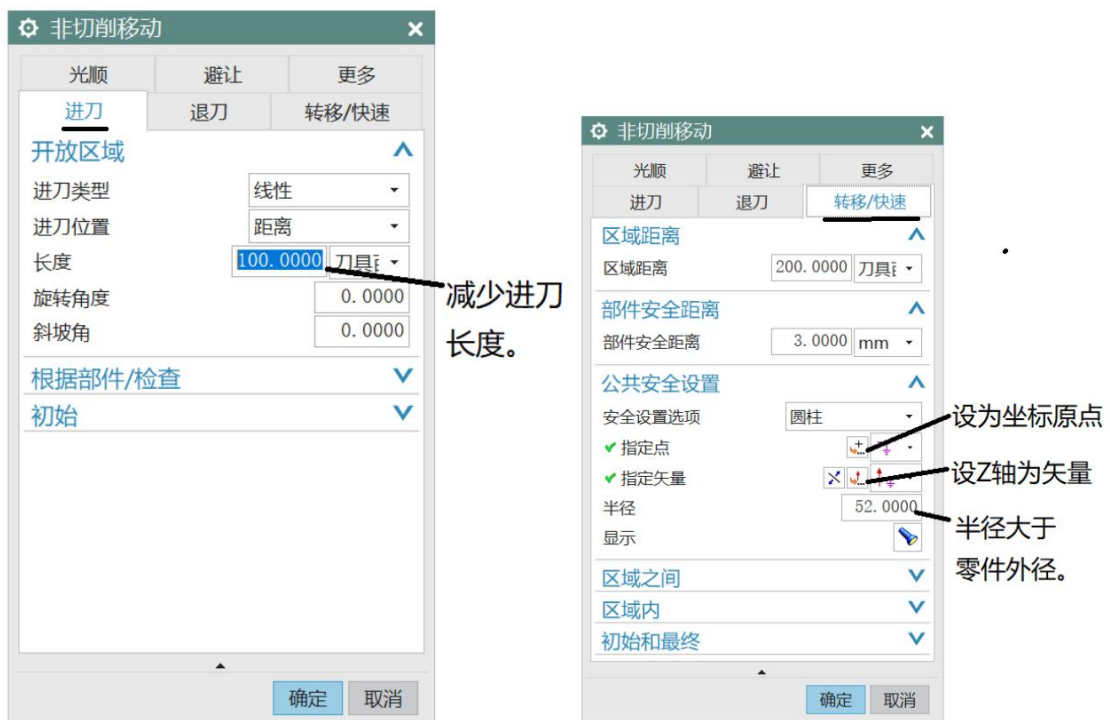 非切削移动
光顺 避让 更多
进刀 退刀 转移/快速
开放区域
进刀类型 线性
进刀位置 距离
长度 100.0000 刀具
旋转角度 0.0000
斜坡角 0.0000
根据部件/检查
初始
确定 取消
减少进刀
长度。
非切削移动
光顺 避让 更多
进刀 退刀 转移/快速
区域距离
区域距离 200.0000 刀具
部件安全距离
部件安全距离 3.0000 mm
公共安全设置
安全设置选项 圆柱
指定点
指定矢量
半径 52.0000
显示
区域之间
区域内
初始和最终
确定 取消
设为坐标原点
设Z轴为矢量
半径大于
零件外径。